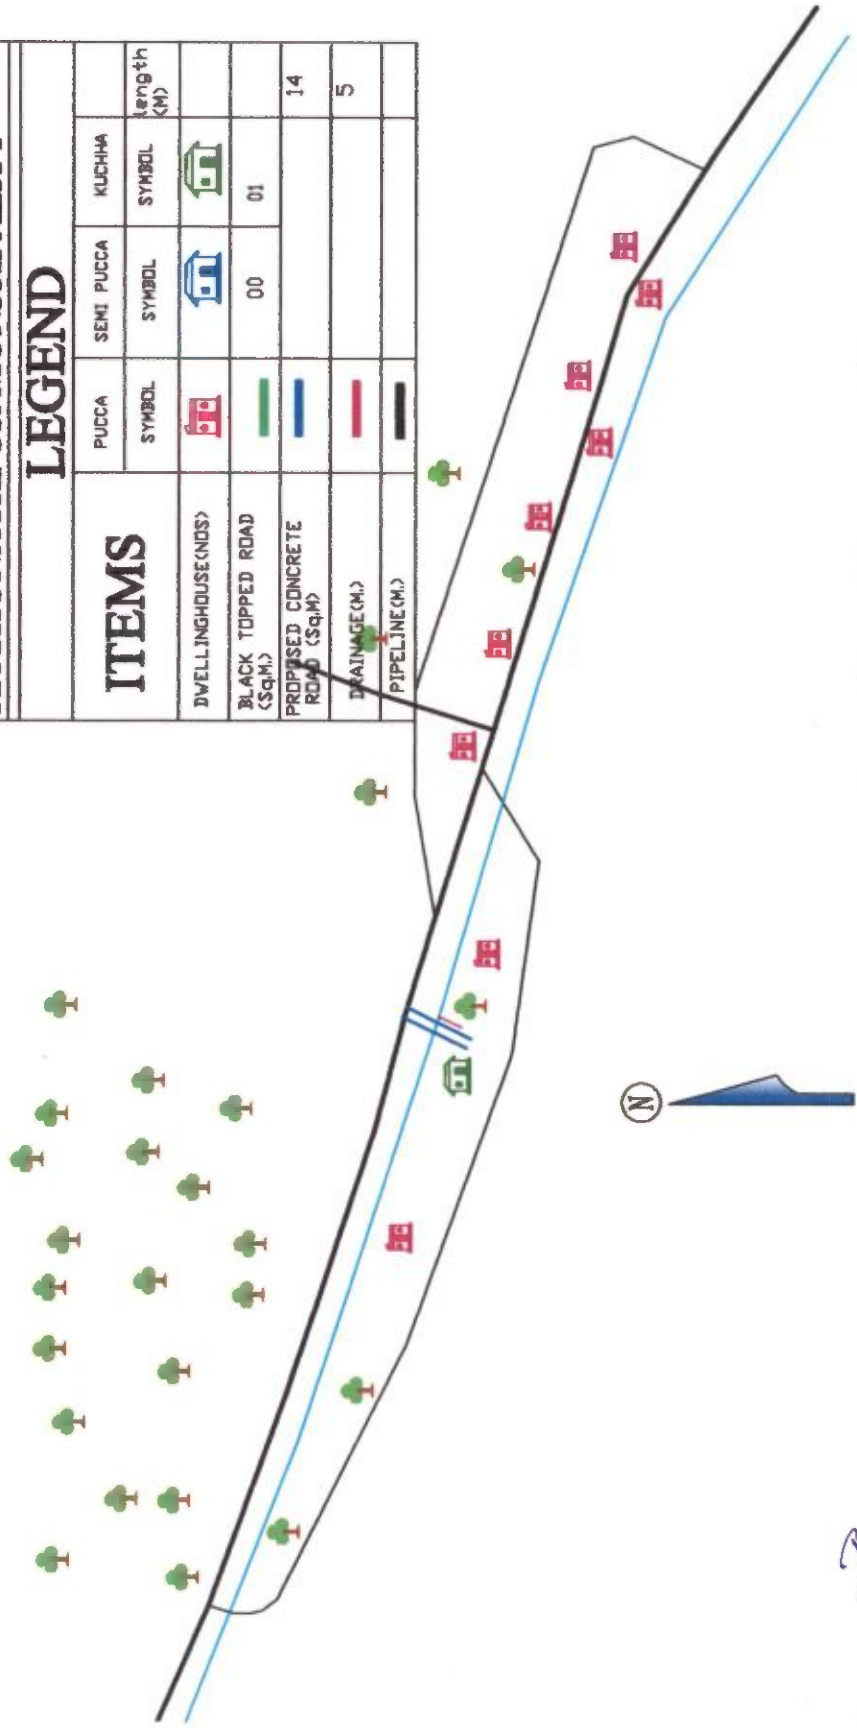 LEGEND
ITEMS PUCCA SEMI PUCCA KUCHHA
SYMBOL SYMBOL SYMBOL length (M)
DWELLINGHOUSE(NOS)
BLACK TOPPED ROAD (Sq.M.) 00 01
PROPOSED CONCRETE ROAD (Sq.M) 14
DRAINAGE(M.) 5
PIPELINE(M.)
N